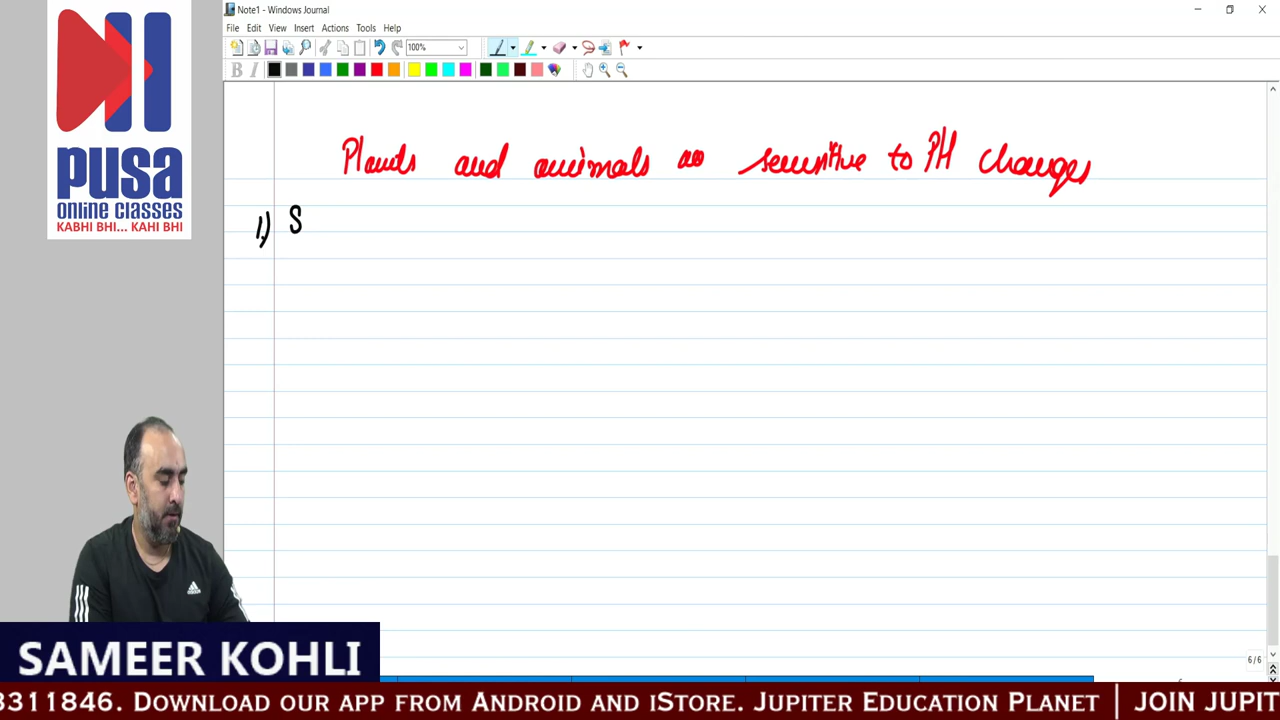 Note1 - Windows Journal
File Edit View Insert Actions Tools Help
100%
B I
PUSA
ONLINE CLASSES
KABHI BHI... KAHI BHI
Plants and animals are sensitive to PH changes
1.) S
6 / 6
SAMEER KOHLI
3311846. DOWNLOAD OUR APP FROM ANDROID AND ISTORE. JUPITER EDUCATION PLANET | JOIN JUPIT